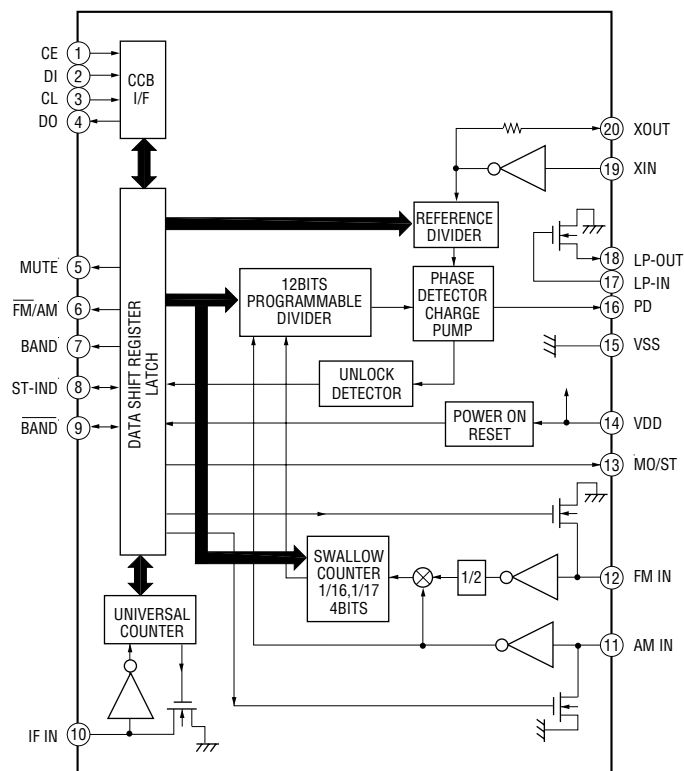 CE 1
DI 2
CL 3
DO 4
CCB
I/F
20 XOUT
19 XIN
REFERENCE
DIVIDER
18 LP-OUT
17 LP-IN
16 PD
15 VSS
MUTE 5
FM/AM 6
BAND 7
ST-IND 8
BAND 9
DATA SHIFT REGISTER
LATCH
12BITS
PROGRAMMABLE
DIVIDER
PHASE
DETECTOR
CHARGE
PUMP
UNLOCK
DETECTOR
POWER ON
RESET
14 VDD
13 MO/ST
SWALLOW
COUNTER
1/16,1/17
4BITS
1/2
12 FM IN
11 AM IN
UNIVERSAL
COUNTER
IF IN 10